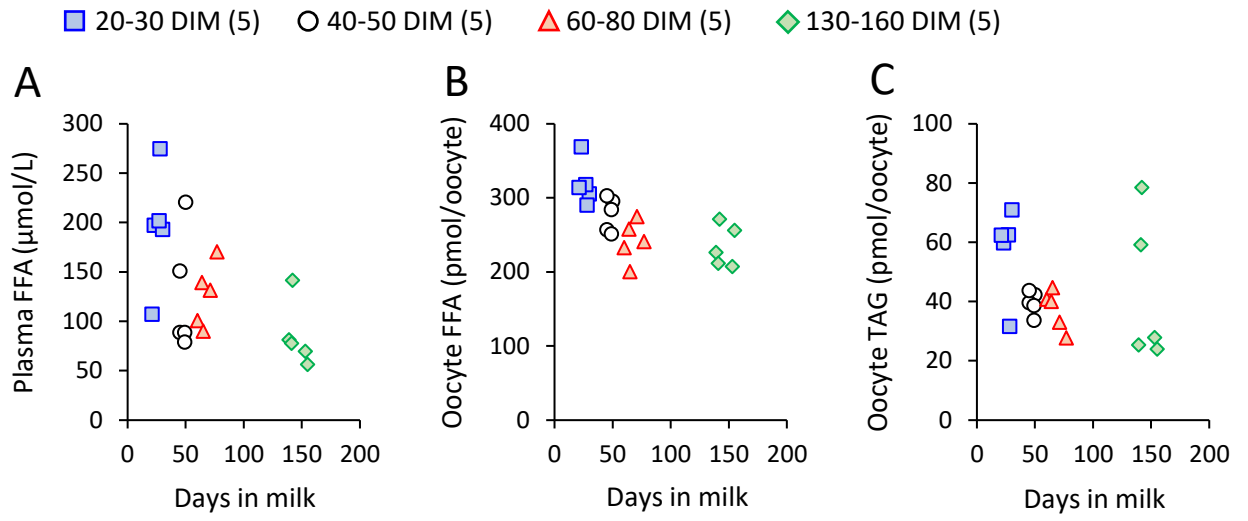 20-30 DIM (5) 40-50 DIM (5) 60-80 DIM (5) 130-160 DIM (5)
A
Plasma FFA (µmol/L)
300
250
200
150
100
50
0
0 50 100 150 200
Days in milk
B
Oocyte FFA (pmol/oocyte)
400
300
200
100
0
0 50 100 150 200
Days in milk
C
Oocyte TAG (pmol/oocyte)
100
80
60
40
20
0
0 50 100 150 200
Days in milk